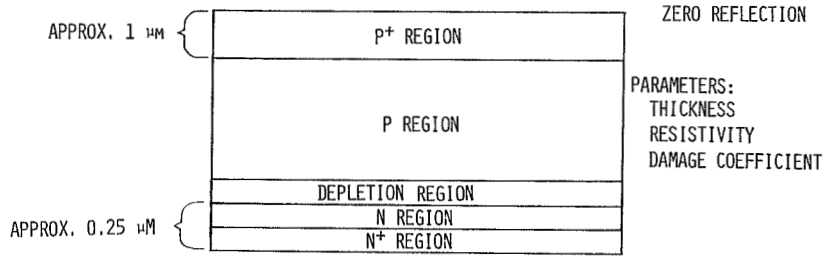 ZERO REFLECTION
APPROX. 1 μM
P+ REGION
PARAMETERS:
THICKNESS
RESISTIVITY
DAMAGE COEFFICIENT
P REGION
DEPLETION REGION
APPROX. 0.25 μM
N REGION
N+ REGION